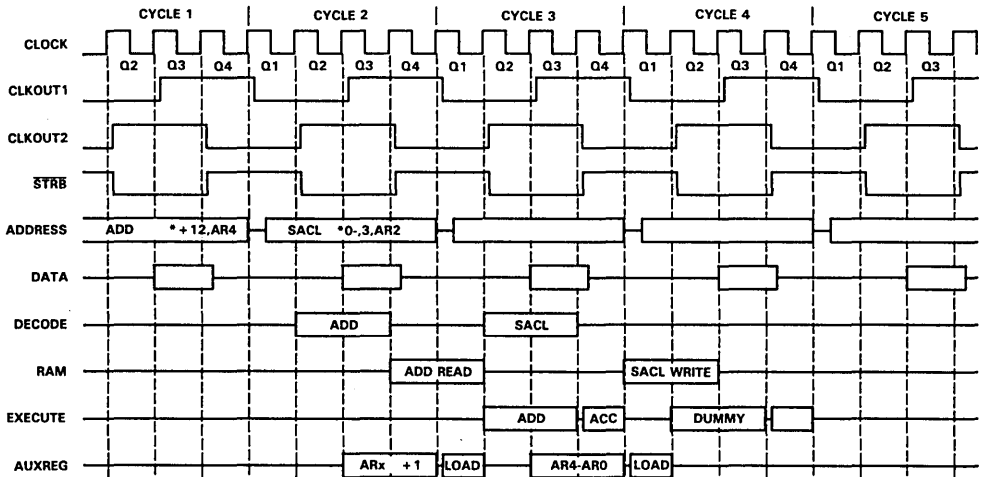 CYCLE 1 CYCLE 2 CYCLE 3 CYCLE 4 CYCLE 5
CLOCK
Q2 Q3 Q4 Q1 Q2 Q3 Q4 Q1 Q2 Q3 Q4 Q1 Q2 Q3 Q4 Q1 Q2 Q3
CLKOUT1
CLKOUT2
STRB
ADDRESS ADD *+12,AR4 SACL *0-,3,AR2
DATA
DECODE ADD SACL
RAM ADD READ SACL WRITE
EXECUTE ADD ACC DUMMY
AUXREG ARx +1 LOAD AR4-AR0 LOAD